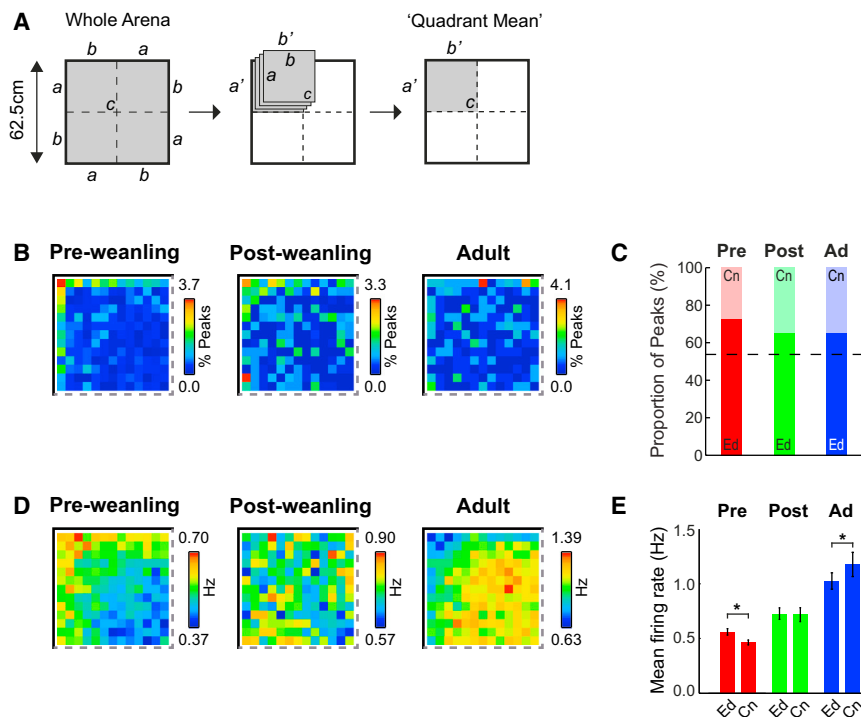 A
Whole Arena
'Quadrant Mean'
b a
a b
c
b a
a b
62.5cm
b'
b
a' a
c
b'
a'
c
B
Pre-weanling
3.7
% Peaks
0.0
Post-weanling
3.3
% Peaks
0.0
Adult
4.1
% Peaks
0.0
C
Pre Post Ad
Proportion of Peaks (%)
100
80
60
40
20
0
Cn Cn Cn
Ed Ed Ed
D
Pre-weanling
0.70
Hz
0.37
Post-weanling
0.90
Hz
0.57
Adult
1.39
Hz
0.63
E
Pre Post Ad
Mean firing rate (Hz)
1.5
1.0
0.5
0.0
* *
Ed Cn Ed Cn Ed Cn